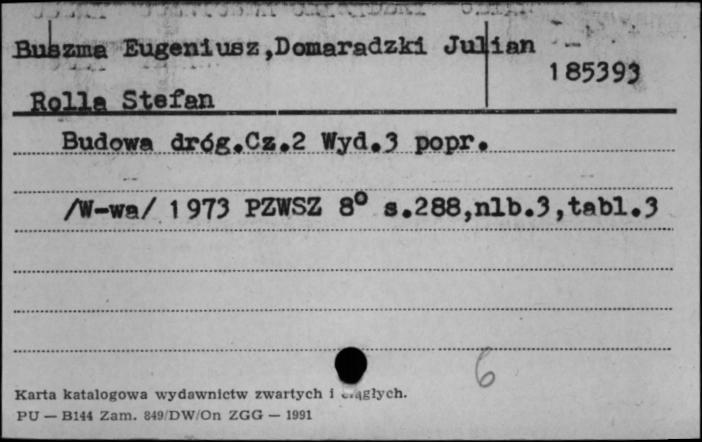 Buszma Eugeniusz,Domaradzki Julian
185393
Rolla Stefan
Budowa dróg.Cz.2 Wyd.3 popr.
/W-wa/ 1973 PZWSZ 8° s.288,nlb.3,tabl.3
6
Karta katalogowa wydawnictw zwartych i ciągłych.
PU — B144 Zam. 849/DW/On ZGG — 1991